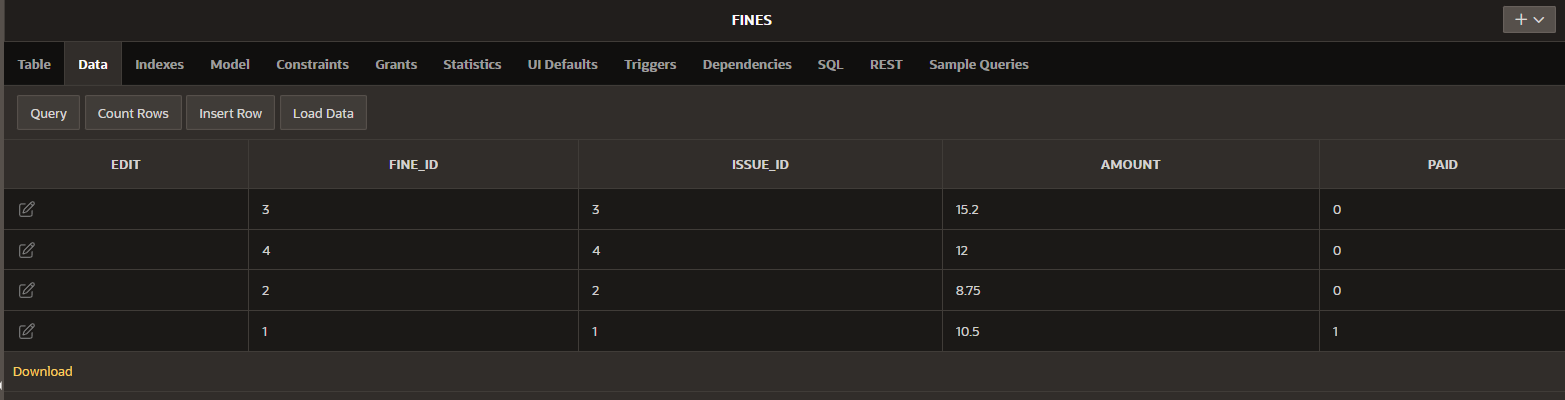 FINES
Table Data Indexes Model Constraints Grants Statistics UI Defaults Triggers Dependencies SQL REST Sample Queries
Query Count Rows Insert Row Load Data
EDIT FINE_ID ISSUE_ID AMOUNT PAID
3 3 15.2 0
4 4 12 0
2 2 8.75 0
1 1 10.5 1
Download